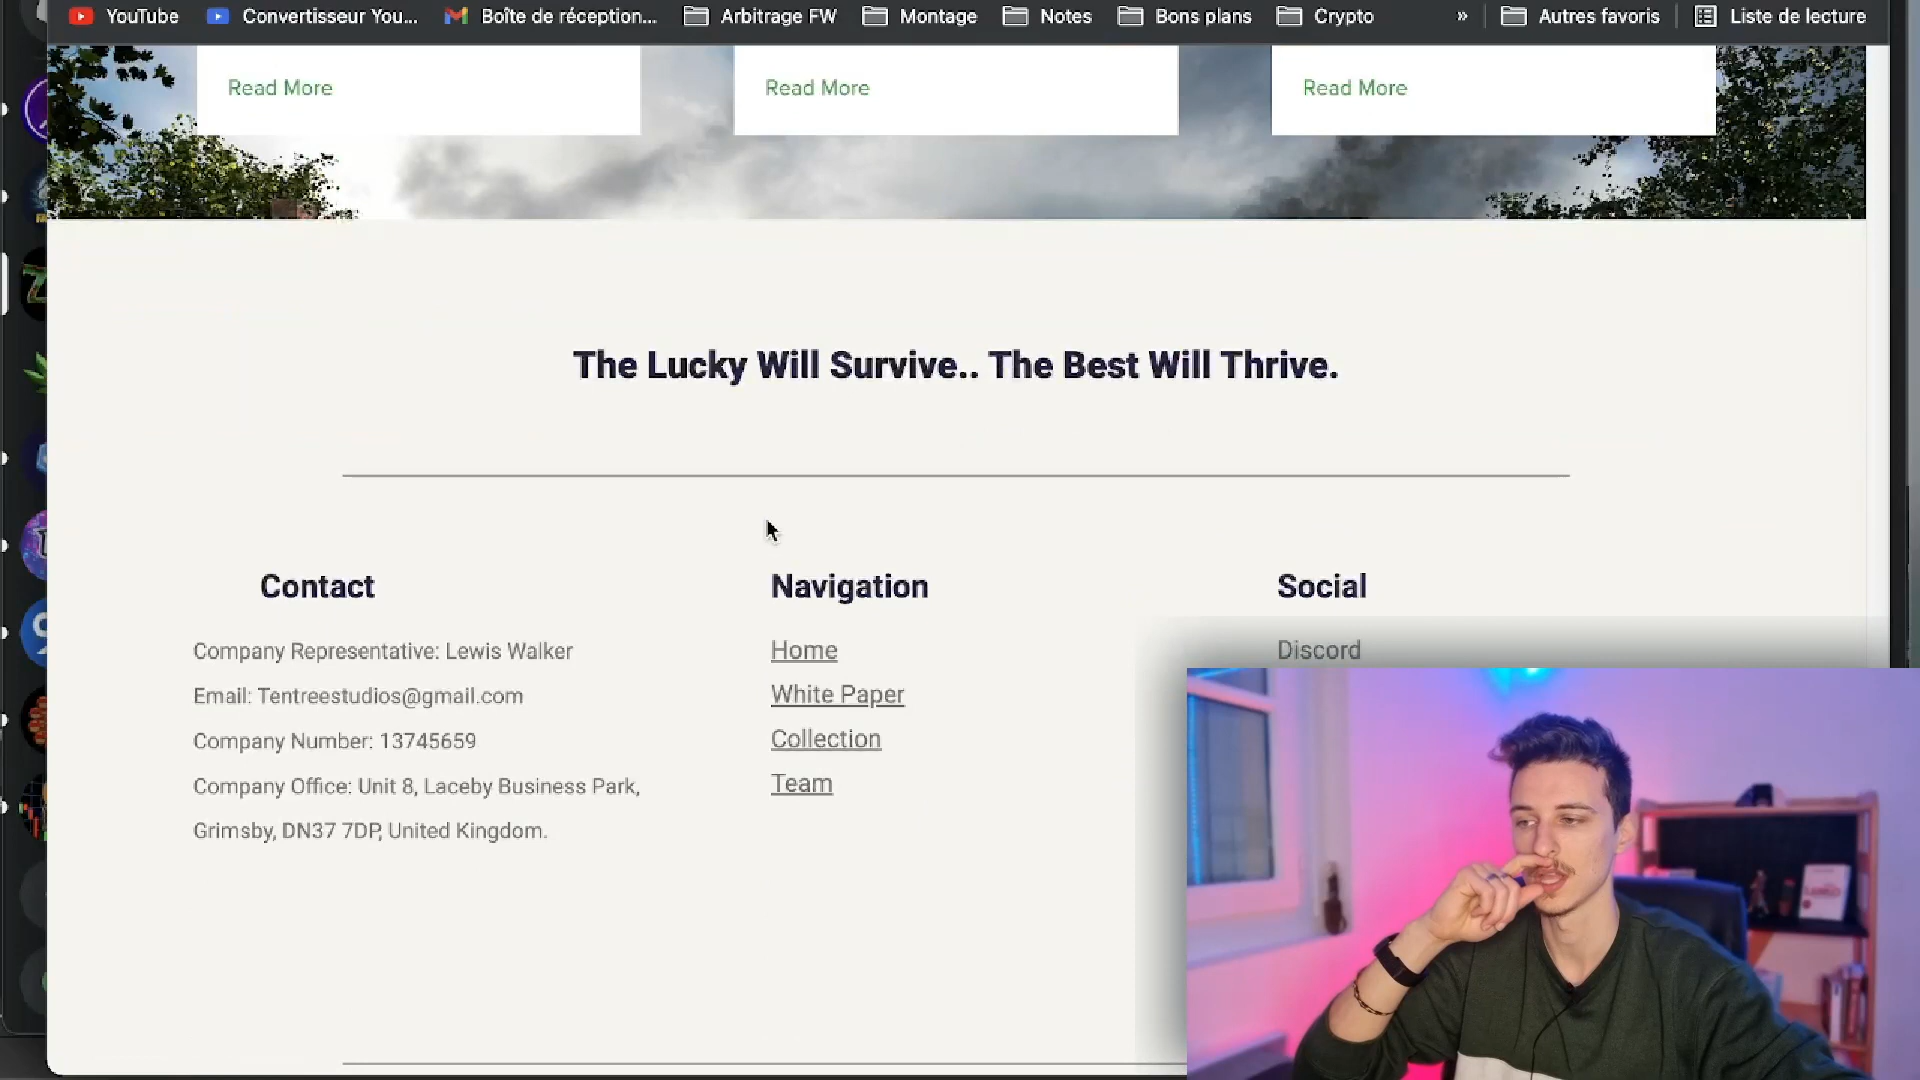 YouTube Convertisseur You... Boîte de réception... Arbitrage FW Montage Notes Bons plans Crypto » Autres favoris Liste de lecture
Read More Read More Read More
The Lucky Will Survive.. The Best Will Thrive.
Contact
Company Representative: Lewis Walker
Email: Tentreestudios@gmail.com
Company Number: 13745659
Company Office: Unit 8, Laceby Business Park,
Grimsby, DN37 7DP, United Kingdom.
Navigation
Home
White Paper
Collection
Team
Social
Discord